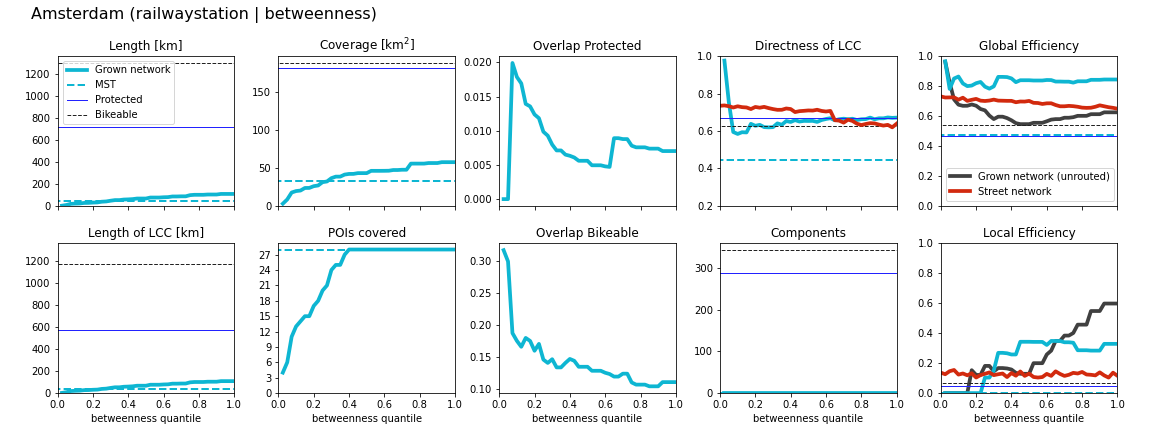 Amsterdam (railwaystation | betweenness)
Length [km]
Coverage [km²]
Overlap Protected
Directness of LCC
Global Efficiency
1200
1000
800
600
400
200
0
Grown network
MST
Protected
Bikeable
150
100
50
0
0.020
0.015
0.010
0.005
0.000
1.0
0.8
0.6
0.4
0.2
1.0
0.8
0.6
0.4
0.2
0.0
Grown network (unrouted)
Street network
Length of LCC [km]
POIs covered
Overlap Bikeable
Components
Local Efficiency
1200
1000
800
600
400
200
0
27
24
21
18
15
12
9
6
3
0
0.30
0.25
0.20
0.15
0.10
300
200
100
0
1.0
0.8
0.6
0.4
0.2
0.0
0.0 0.2 0.4 0.6 0.8 1.0
0.0 0.2 0.4 0.6 0.8 1.0
0.0 0.2 0.4 0.6 0.8 1.0
0.0 0.2 0.4 0.6 0.8 1.0
0.0 0.2 0.4 0.6 0.8 1.0
betweenness quantile
betweenness quantile
betweenness quantile
betweenness quantile
betweenness quantile